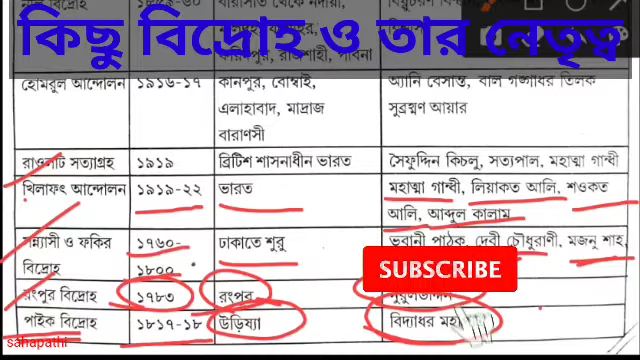 কিছু বিদ্রোহ ও তার নেতৃত্ব
হোমরুল আন্দোলন ১৯১৬-১৭ কানপুর, বোম্বাই, অ্যানি বেসান্ত, বাল গঙ্গাধর তিলক
এলাহাবাদ, মাদ্রাজ সুব্রহ্মণ আয়ার
বারাণসী
রাওলাট সত্যাগ্রহ ১৯১৯ ব্রিটিশ শাসনাধীন ভারত সৈফুদ্দিন কিচলু, সত্যপাল, মহাত্মা গান্ধী
খিলাফৎ আন্দোলন ১৯১৯-২২ ভারত মহাত্মা গান্ধী, লিয়াকত আলি, শওকত
আলি, আব্দুল কালাম
সন্ন্যাসী ও ফকির ১৭৬০- ঢাকাতে শুরু ভবানী পাঠক, দেবী চৌধুরাণী, মজনু শাহ,
বিদ্রোহ ১৮০০
SUBSCRIBE
রংপুর বিদ্রোহ ১৭৮৩ রংপুর
পাইক বিদ্রোহ ১৮১৭-১৮ উড়িষ্যা বিদ্যাধর
sahapathi